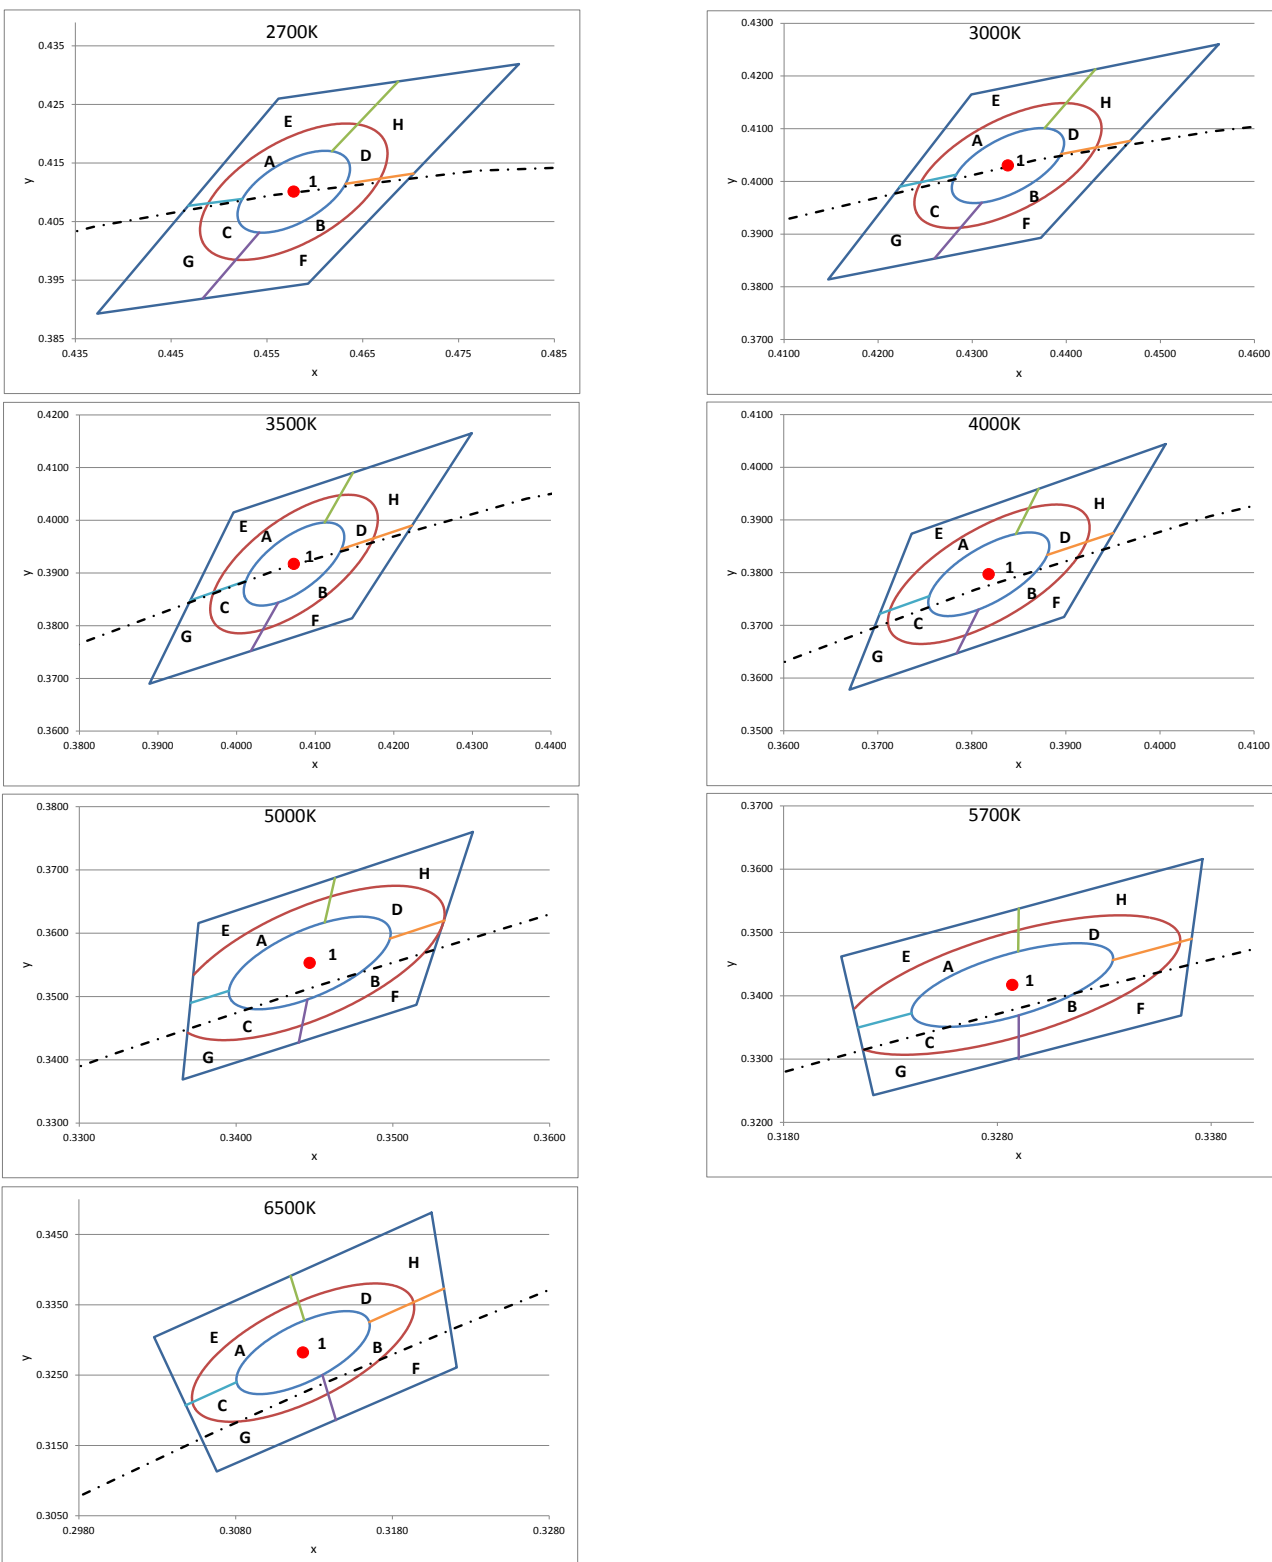 2700K
0.435
0.425
0.415
0.405
0.395
0.385
y
E
H
A
D
1
C
B
G
F
0.435 0.445 0.455 0.465 0.475 0.485
x
3000K
0.4300
0.4200
0.4100
0.4000
0.3900
0.3800
0.3700
y
E
H
A
D
1
B
C
F
G
0.4100 0.4200 0.4300 0.4400 0.4500 0.4600
x
3500K
0.4200
0.4100
0.4000
0.3900
0.3800
0.3700
0.3600
y
H
E
A
D
1
B
C
F
G
0.3800 0.3900 0.4000 0.4100 0.4200 0.4300 0.4400
x
4000K
0.4100
0.4000
0.3900
0.3800
0.3700
0.3600
0.3500
y
H
E
D
A
1
B
F
C
G
0.3600 0.3700 0.3800 0.3900 0.4000 0.4100
x
5000K
0.3800
0.3700
0.3600
0.3500
0.3400
0.3300
y
H
D
E
A
1
B
F
C
G
0.3300 0.3400 0.3500 0.3600
x
5700K
0.3700
0.3600
0.3500
0.3400
0.3300
0.3200
y
H
D
E
A
1
B
F
C
G
0.3180 0.3280 0.3380
x
6500K
0.3450
0.3350
0.3250
0.3150
0.3050
y
H
D
E
1
A
B
F
C
G
0.2980 0.3080 0.3180 0.3280
x